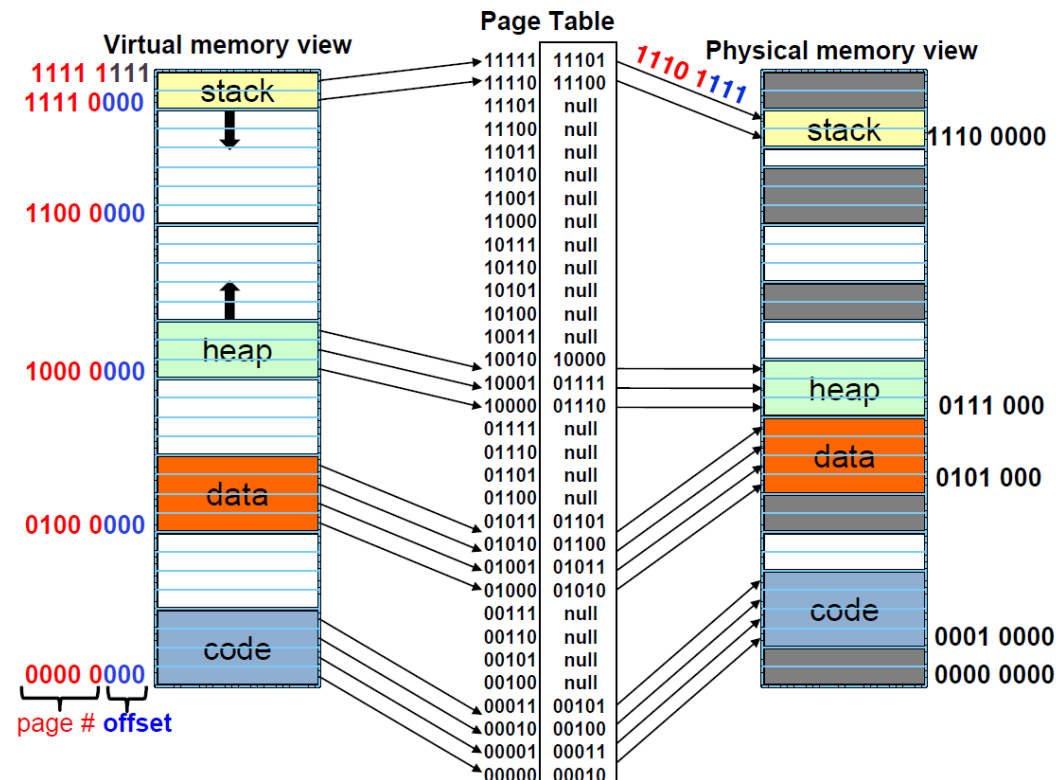 Page Table
Virtual memory view
Physical memory view
1111 1111
1111 0000
1100 0000
1000 0000
0100 0000
0000 0000
page # offset
stack
heap
data
code
11111 11101
11110 11100
11101 null
11100 null
11011 null
11010 null
11001 null
11000 null
10111 null
10110 null
10101 null
10100 null
10011 null
10010 10000
10001 01111
10000 01110
01111 null
01110 null
01101 null
01100 null
01011 01101
01010 01100
01001 01011
01000 01010
00111 null
00110 null
00101 null
00100 null
00011 00101
00010 00100
00001 00011
00000 00010
1110 1111
stack
1110 0000
heap
0111 000
data
0101 000
code
0001 0000
0000 0000